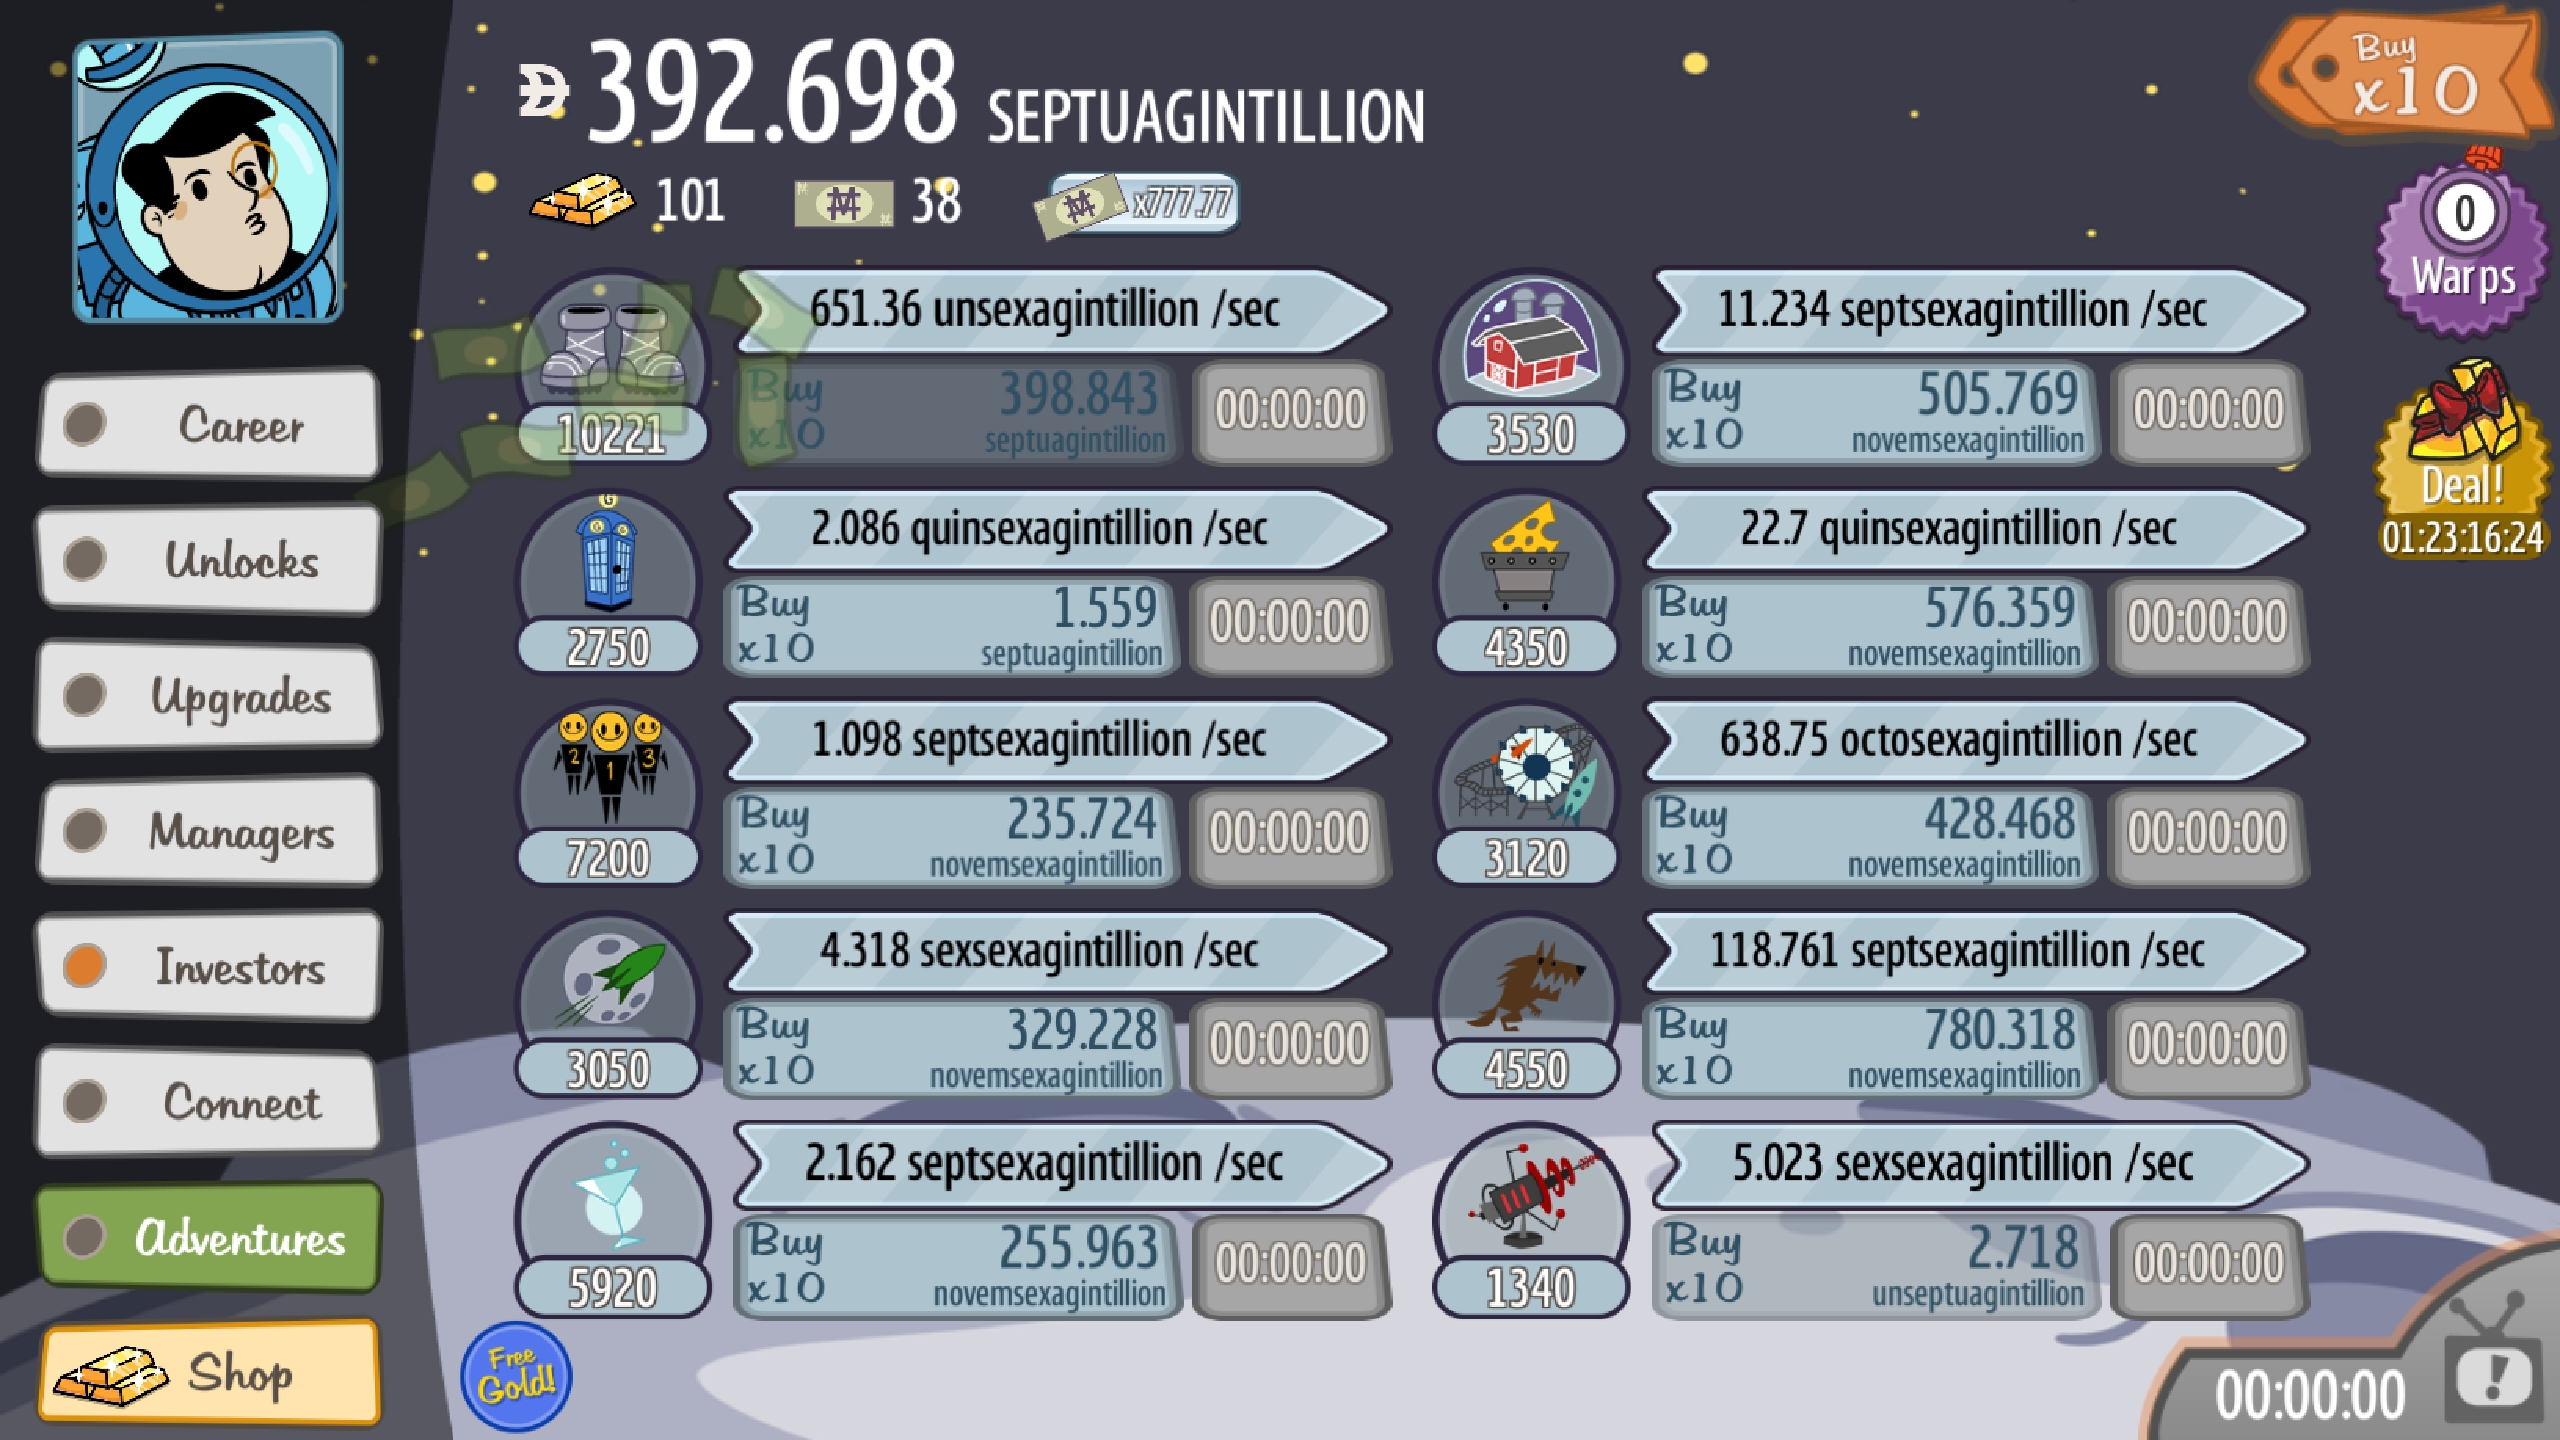 392.698 SEPTUAGINTILLION
101
38
x777.77
Buy
x10
0
Warps
Deal!
01:23:16:24
Career
Unlocks
Upgrades
Managers
Investors
Connect
Adventures
Shop
651.36 unsexagintillion /sec
10221
Buy
x10
398.843
septuagintillion
00:00:00
11.234 septsexagintillion /sec
3530
Buy
x10
505.769
novemsexagintillion
00:00:00
G
2.086 quinsexagintillion /sec
2750
Buy
x10
1.559
septuagintillion
00:00:00
22.7 quinsexagintillion /sec
4350
Buy
x10
576.359
novemsexagintillion
00:00:00
2 1 3
1.098 septsexagintillion /sec
7200
Buy
x10
235.724
novemsexagintillion
00:00:00
638.75 octosexagintillion /sec
3120
Buy
x10
428.468
novemsexagintillion
00:00:00
4.318 sexsexagintillion /sec
3050
Buy
x10
329.228
novemsexagintillion
00:00:00
118.761 septsexagintillion /sec
4550
Buy
x10
780.318
novemsexagintillion
00:00:00
2.162 septsexagintillion /sec
5920
Buy
x10
255.963
novemsexagintillion
00:00:00
5.023 sexsexagintillion /sec
1340
Buy
x10
2.718
unseptuagintillion
00:00:00
Free
Gold!
00:00:00
!